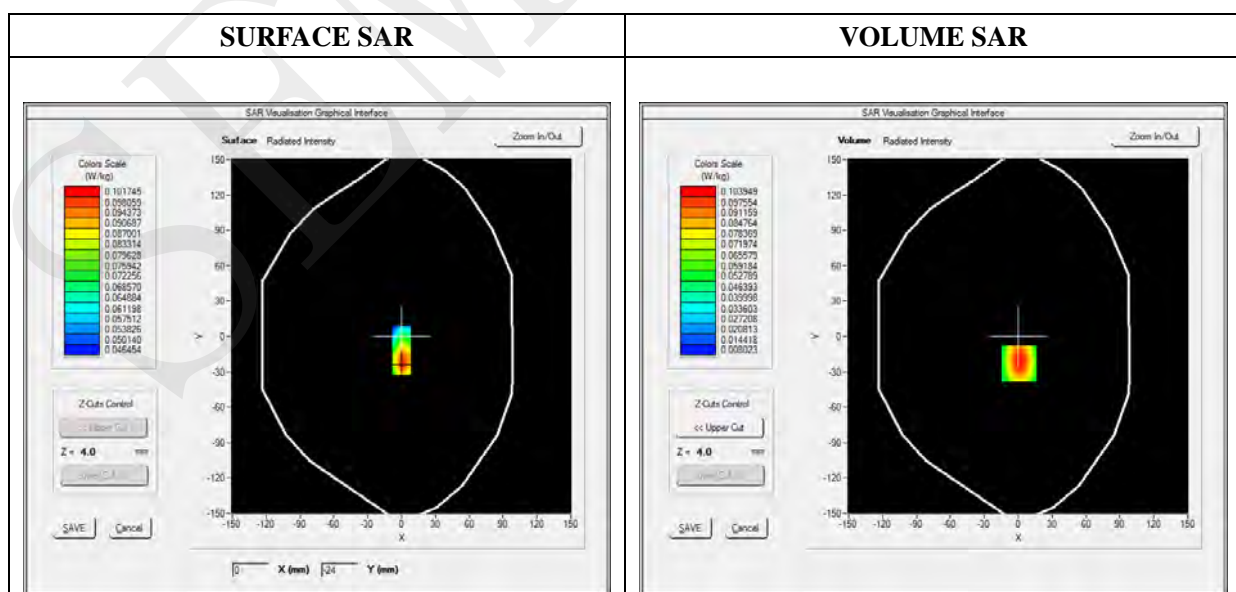 SURFACE SAR
VOLUME SAR
SAR Visualisation Graphical Interface
Surface Radiated Intensity
Zoom In/Out
Colors Scale
(W/kg)
0.101745
0.098059
0.094373
0.090687
0.087001
0.083314
0.079628
0.075942
0.072256
0.068570
0.064884
0.061198
0.057512
0.053826
0.050140
0.046454
Z-Cuts Control
<< Upper Cut
Z = 4.0 mm
SAVE
Cancel
150
120
90
60
30
0
-30
-60
-90
-120
-150
Y
-150 -120 -90 -60 -30 0 30 60 90 120 150
X
0 X (mm) -24 Y (mm)
SAR Visualisation Graphical Interface
Volume Radiated Intensity
Zoom In/Out
Colors Scale
(W/kg)
0.103949
0.097554
0.091159
0.084764
0.078369
0.071974
0.065579
0.059184
0.052789
0.046393
0.039998
0.033603
0.027208
0.020813
0.014418
0.008023
Z-Cuts Control
<< Upper Cut
Z = 4.0 mm
SAVE
Cancel
150
120
90
60
30
0
-30
-60
-90
-120
-150
Y
-150 -120 -90 -60 -30 0 30 60 90 120 150
X